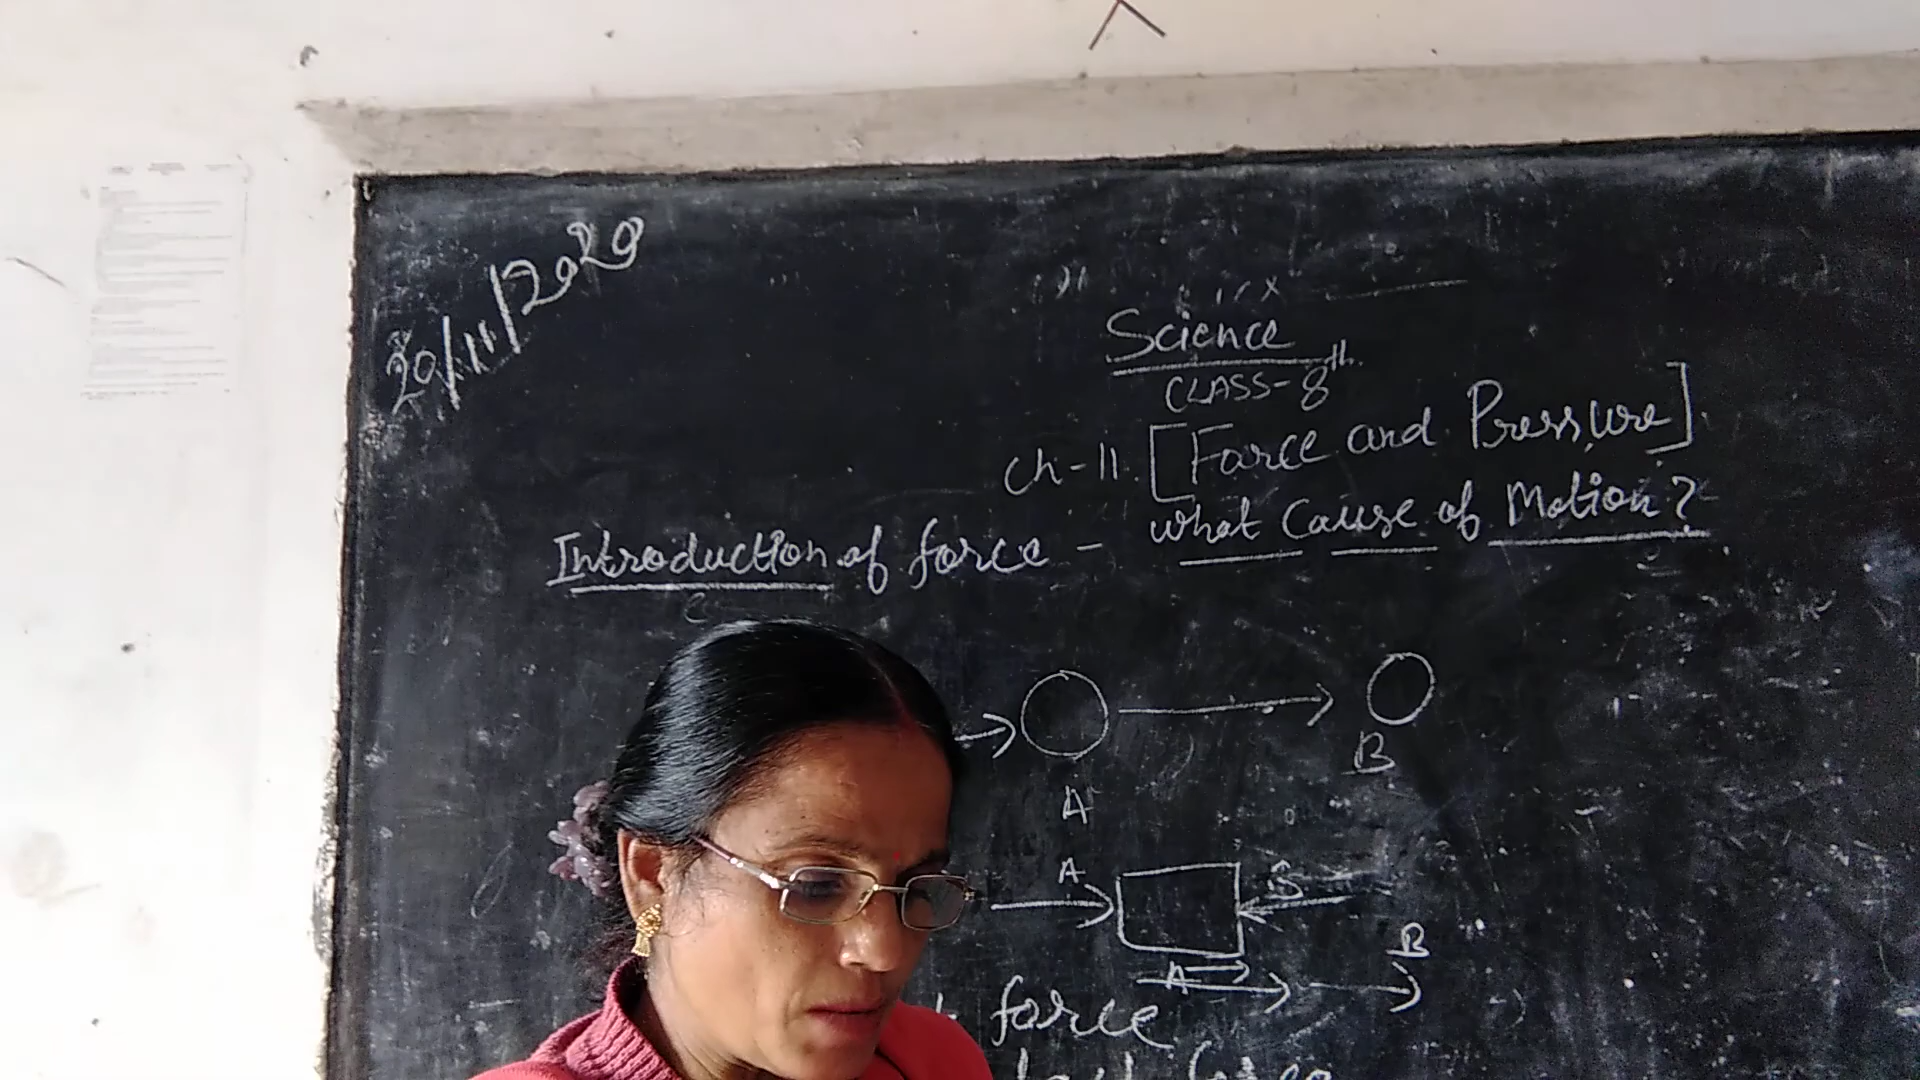 20/11/2020
Science
CLASS-8th
Ch-11. [Force and Pressure].
Introduction of force - what Cause of Motion?
A
B
A
B
A
B
force